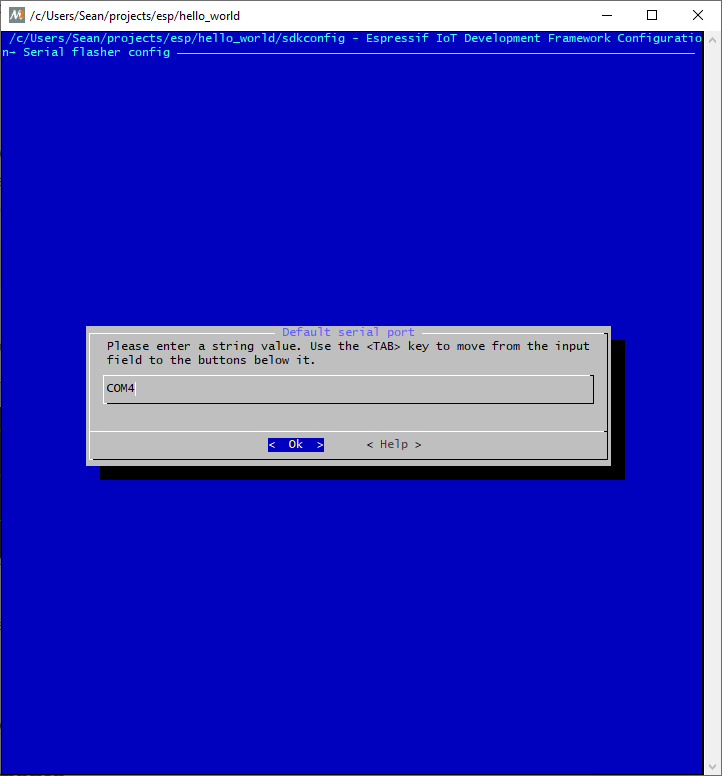 /c/Users/Sean/projects/esp/hello_world
/c/Users/Sean/projects/esp/hello_world/sdkconfig - Espressif IoT Development Framework Configuratio
n→ Serial flasher config
Default serial port
Please enter a string value. Use the <TAB> key to move from the input
field to the buttons below it.
COM4
<  Ok  > < Help >